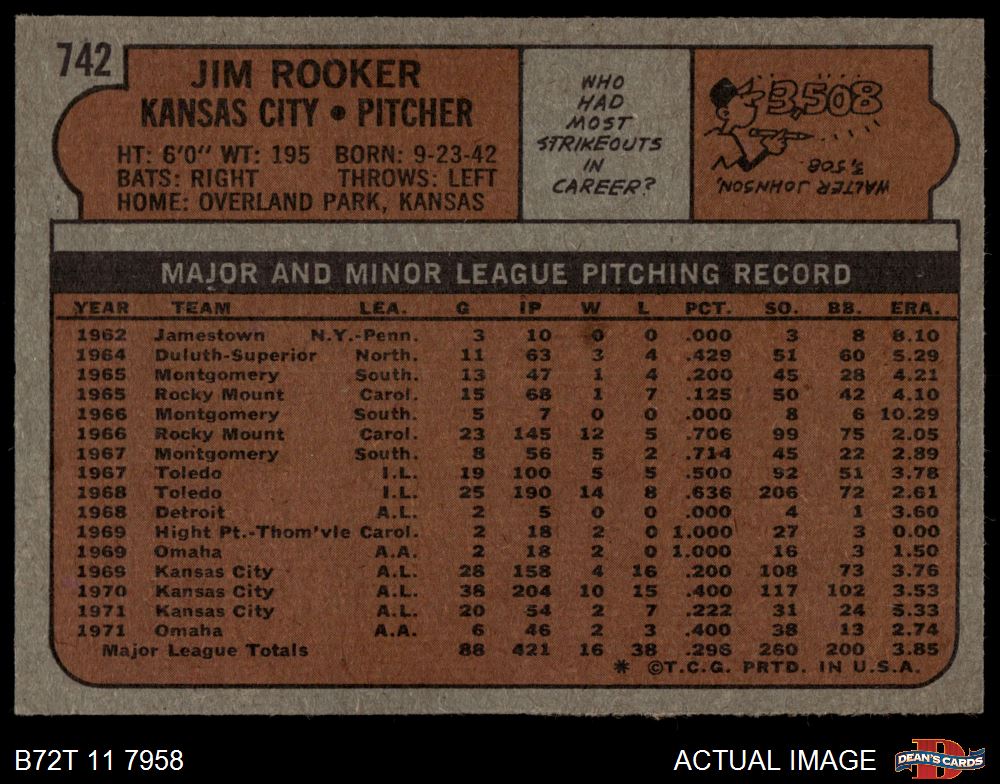 742
JIM ROOKER
KANSAS CITY • PITCHER
HT: 6'0" WT: 195 BORN: 9-23-42
BATS: RIGHT THROWS: LEFT
HOME: OVERLAND PARK, KANSAS
WHO
HAD
MOST
STRIKEOUTS
IN
CAREER?
3,508
WALTER JOHNSON,
3,508
MAJOR AND MINOR LEAGUE PITCHING RECORD
YEAR TEAM LEA. G IP W L PCT. SO. BB. ERA.
1962 Jamestown N.Y.-Penn. 3 10 0 0 .000 3 8 8.10
1964 Duluth-Superior North. 11 63 3 4 .429 51 60 5.29
1965 Montgomery South. 13 47 1 4 .200 45 28 4.21
1965 Rocky Mount Carol. 15 68 1 7 .125 50 42 4.10
1966 Montgomery South. 5 7 0 0 .000 8 6 10.29
1966 Rocky Mount Carol. 23 145 12 5 .706 99 75 2.05
1967 Montgomery South. 8 56 5 2 .714 45 22 2.89
1967 Toledo I.L. 19 100 5 5 .500 92 51 3.78
1968 Toledo I.L. 25 190 14 8 .636 206 72 2.61
1968 Detroit A.L. 2 5 0 0 .000 4 1 3.60
1969 Hight Pt.-Thom'vle Carol. 2 18 2 0 1.000 27 3 0.00
1969 Omaha A.A. 2 18 2 0 1.000 16 3 1.50
1969 Kansas City A.L. 28 158 4 16 .200 108 73 3.76
1970 Kansas City A.L. 38 204 10 15 .400 117 102 3.53
1971 Kansas City A.L. 20 54 2 7 .222 31 24 5.33
1971 Omaha A.A. 6 46 2 3 .400 38 13 2.74
Major League Totals 88 421 16 38 .296 260 200 3.85
* ©T.C.G. PRTD. IN U.S.A.
B72T 11 7958
ACTUAL IMAGE
D
DEAN'S CARDS